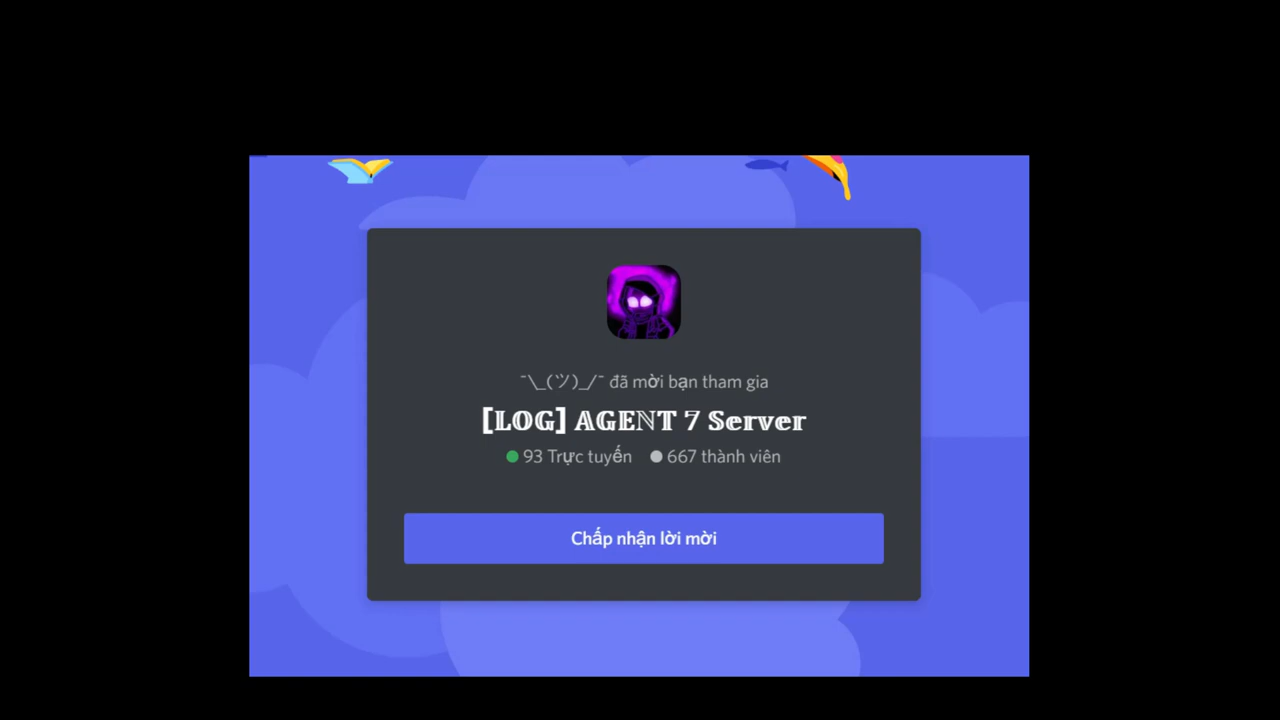 ¯\_(ツ)_/¯ đã mời bạn tham gia
[𝕃𝕆𝔾] 𝔸𝔾𝔼ℕ𝕋 𝟟 𝕊𝕖𝕣𝕧𝕖𝕣
93 Trực tuyến 667 thành viên
Chấp nhận lời mời